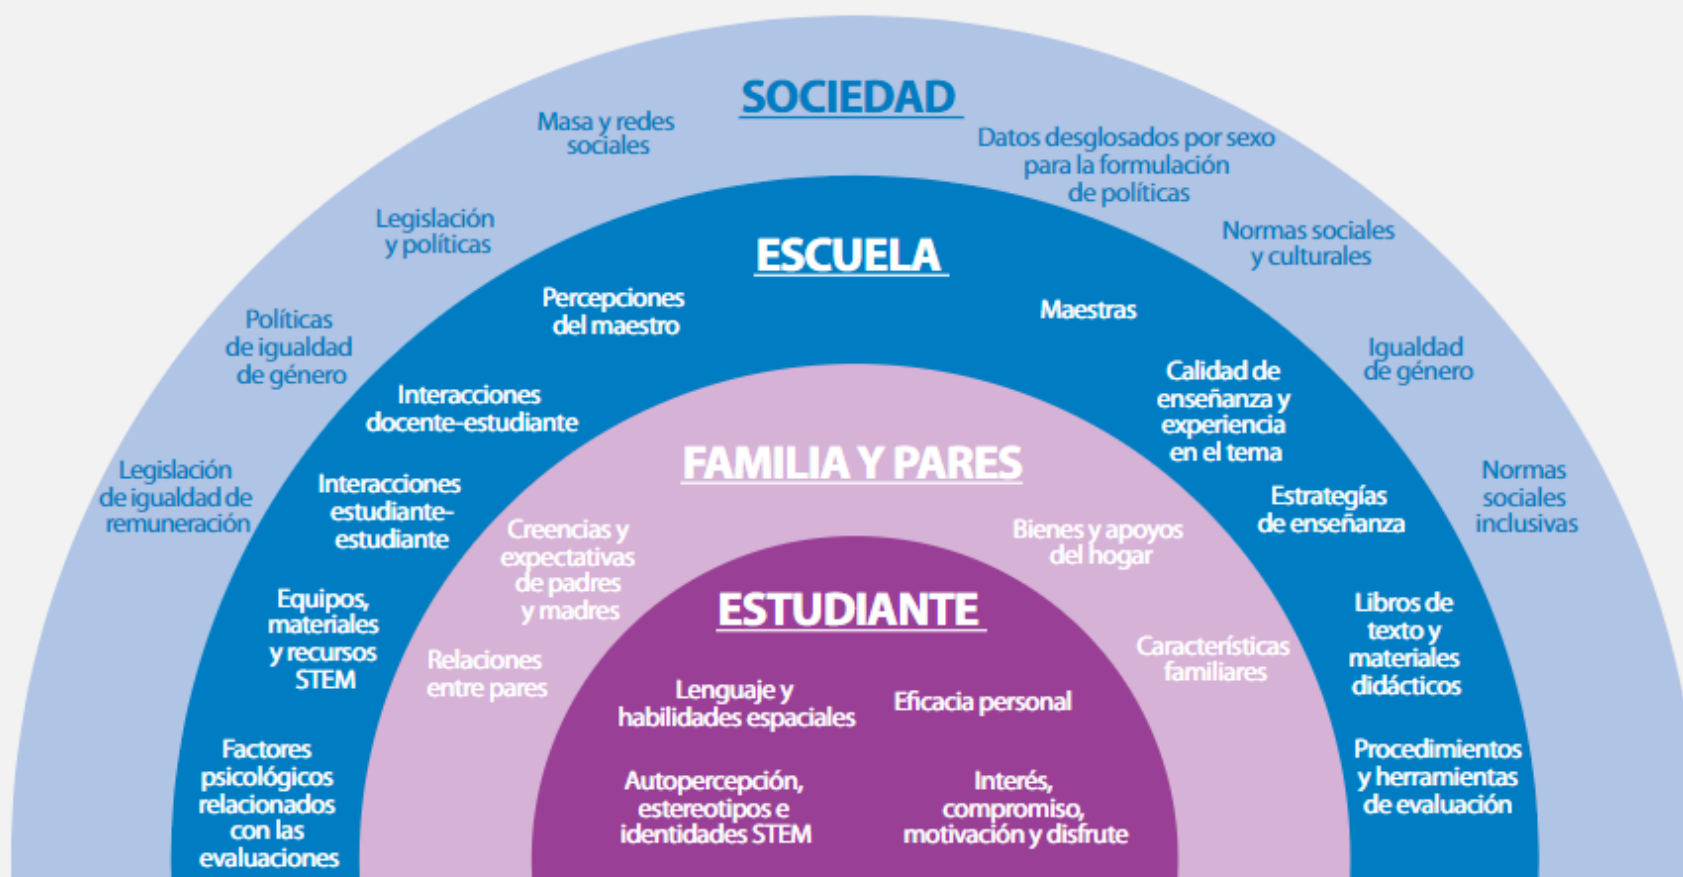 SOCIEDAD
Masa y redes
sociales
Datos desglosados por sexo
para la formulación
de políticas
Legislación
y políticas
Normas sociales
y culturales
Políticas
de igualdad
de género
Igualdad
de género
Legislación
de igualdad de
remuneración
Normas
sociales
inclusivas
ESCUELA
Percepciones
del maestro
Maestras
Interacciones
docente-estudiante
Calidad de
enseñanza y
experiencia
en el tema
Interacciones
estudiante-
estudiante
Estrategías
de enseñanza
Equipos,
materiales
y recursos
STEM
Libros de
texto y
materiales
didácticos
Factores
psicológicos
relacionados
con las
evaluaciones
Procedimientos
y herramientas
de evaluación
FAMILIA Y PARES
Creencias y
expectativas
de padres
y madres
Bienes y apoyos
del hogar
Relaciones
entre pares
Características
familiares
ESTUDIANTE
Lenguaje y
habilidades espaciales
Eficacia personal
Autopercepción,
estereotipos e
identidades STEM
Interés,
compromiso,
motivación y disfrute